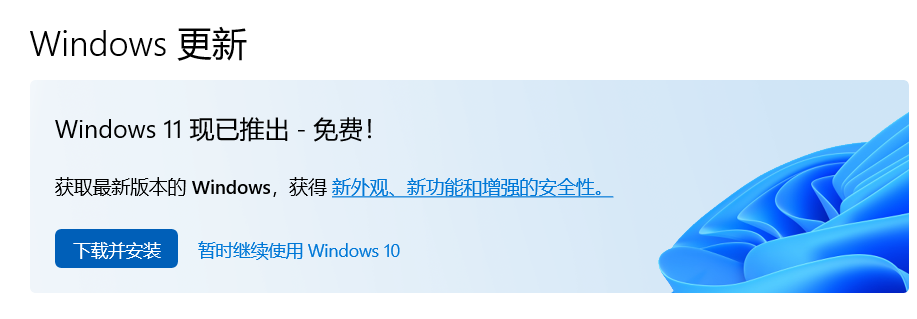 Windows 更新
Windows 11 现已推出 - 免费！
获取最新版本的 Windows，获得 新外观、新功能和增强的安全性。
下载并安装
暂时继续使用 Windows 10